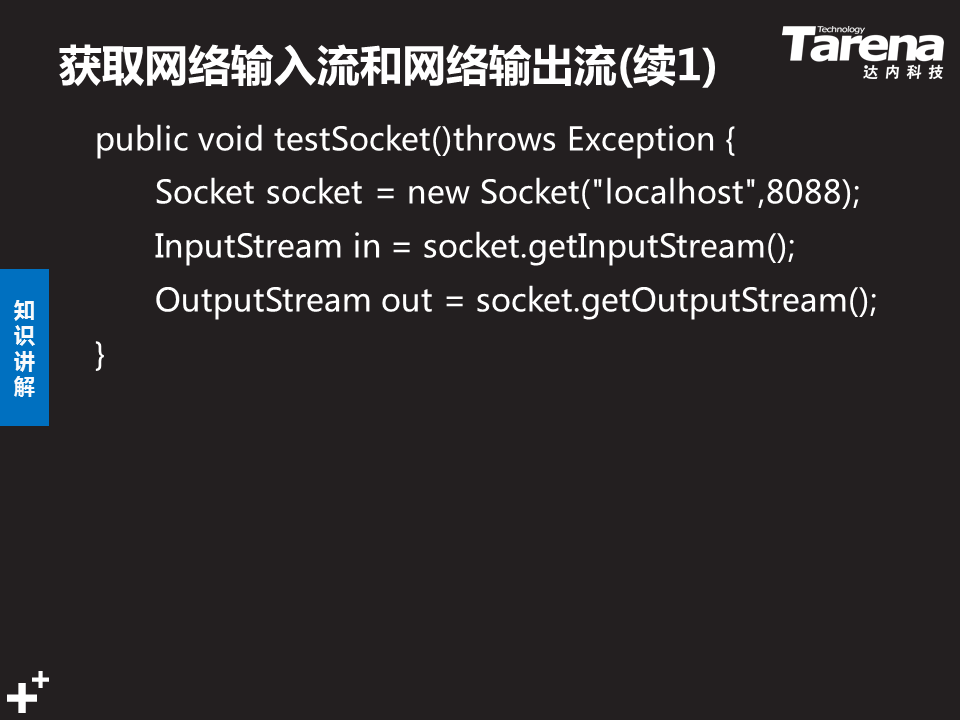 获取网络输入流和网络输出流(续1)
Technology
Tarena
达内科技
public void testSocket()throws Exception {
Socket socket = new Socket("localhost",8088);
InputStream in = socket.getInputStream();
OutputStream out = socket.getOutputStream();
}
知
识
讲
解